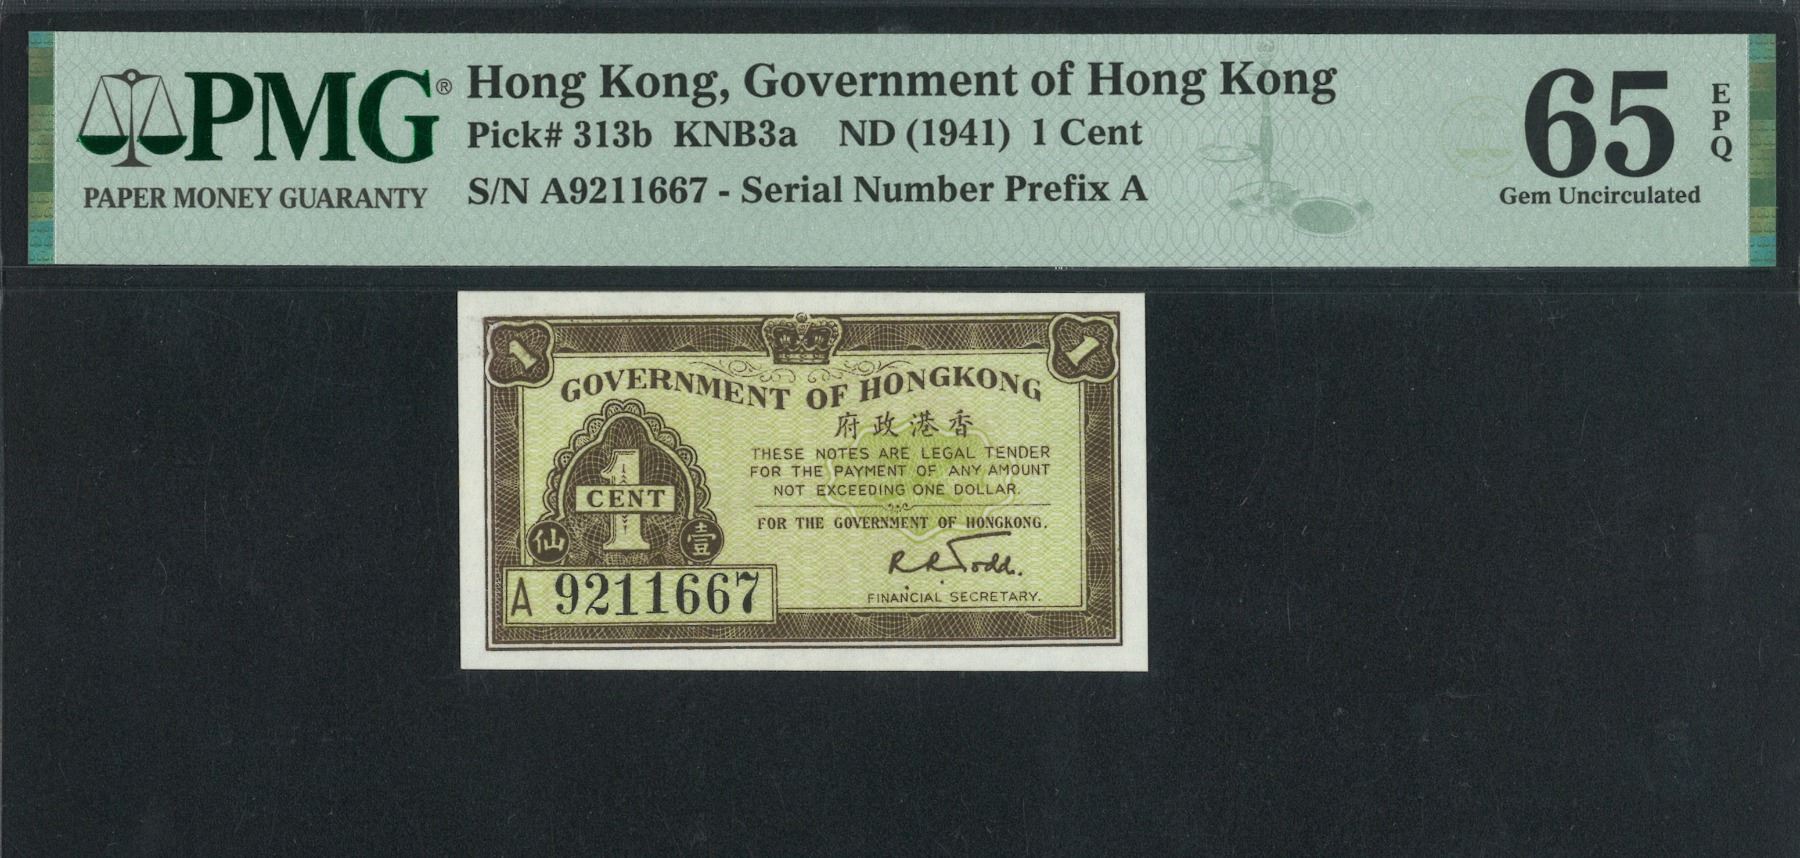 PMG®
PAPER MONEY GUARANTY
Hong Kong, Government of Hong Kong
Pick# 313b KNB3a ND (1941) 1 Cent
S/N A9211667 - Serial Number Prefix A
65
EPQ
Gem Uncirculated
1 1
GOVERNMENT OF HONGKONG
府政港香
THESE NOTES ARE LEGAL TENDER
FOR THE PAYMENT OF ANY AMOUNT
NOT EXCEEDING ONE DOLLAR.
FOR THE GOVERNMENT OF HONGKONG.
1
CENT
仙 壹
R.R. Todd.
FINANCIAL SECRETARY.
A 9211667